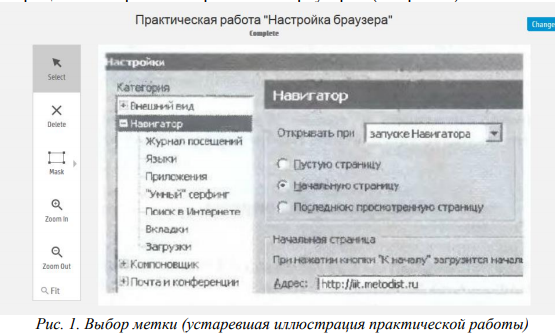 Практическая работа "Настройка браузера"
Complete
Change
Select
Delete
Mask
Zoom In
Zoom Out
Fit
Настройки
Категория
Внешний вид
Навигатор
Журнал посещений
Языки
Приложения
"Умный" серфинг
Поиск в Интернете
Вкладки
Загрузки
Компоновщик
Почта и конференции
Навигатор
Открывать при запуске Навигатора
Пустую страницу
Начальную страницу
Последнюю просмотренную страницу
Начальная страница
При нажатии кнопки "К началу" загрузится начал
Адрес: http://iit.metodist.ru
Рис. 1. Выбор метки (устаревшая иллюстрация практической работы)